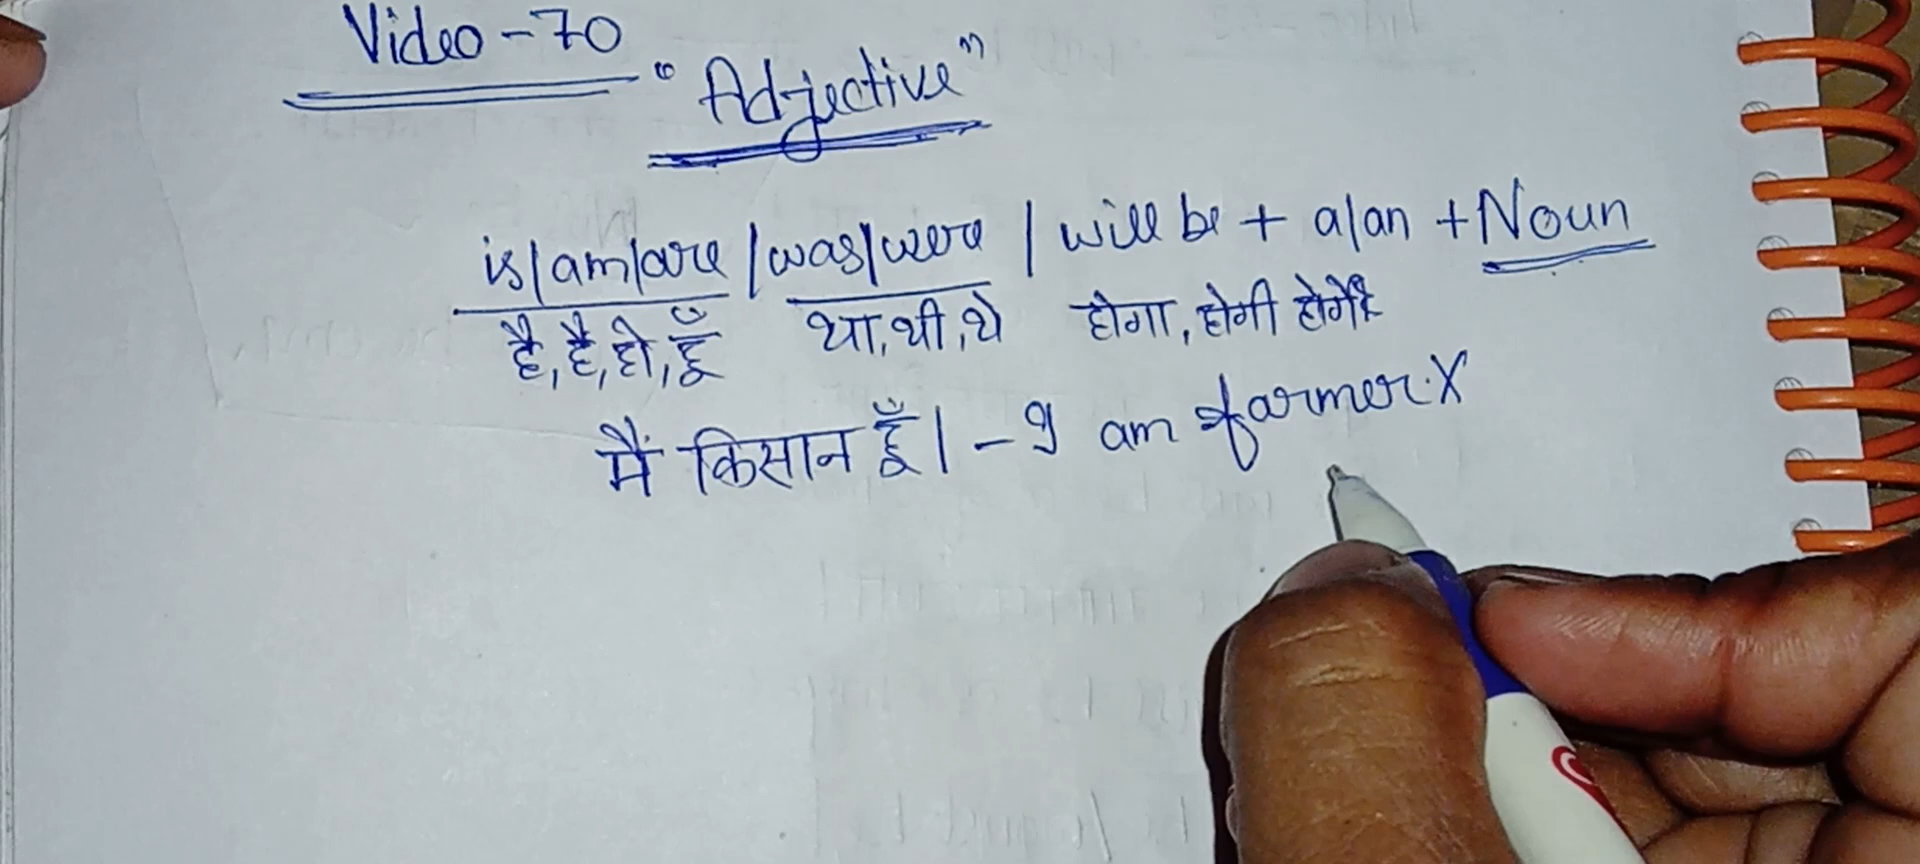 Video-70
"Adjective"
is/am/are/was/were/will be + a/an + Noun
है, है, हो, हूँ था, थी, थे होगा, होगी होगें
मैं किसान हूँ। - I am farmer. X